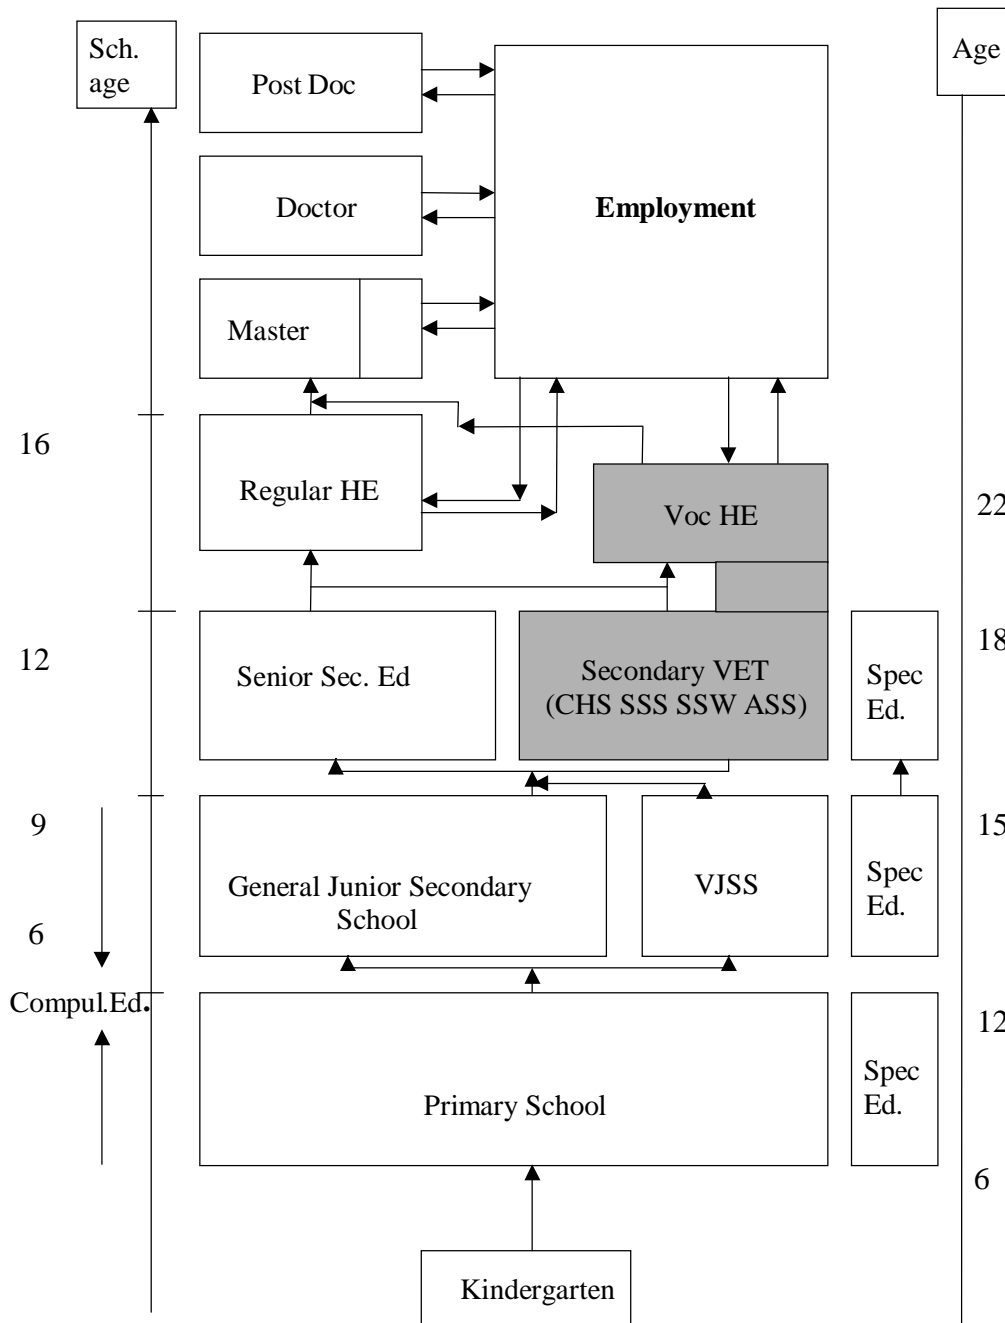 Sch.
age
Age
Post Doc
Doctor
Employment
Master
16
Regular HE
Voc HE
22
12
Senior Sec. Ed
Secondary VET
(CHS SSS SSW ASS)
Spec
Ed.
18
9
General Junior Secondary
School
VJSS
Spec
Ed.
15
6
Compul.Ed.
Primary School
Spec
Ed.
12
6
Kindergarten